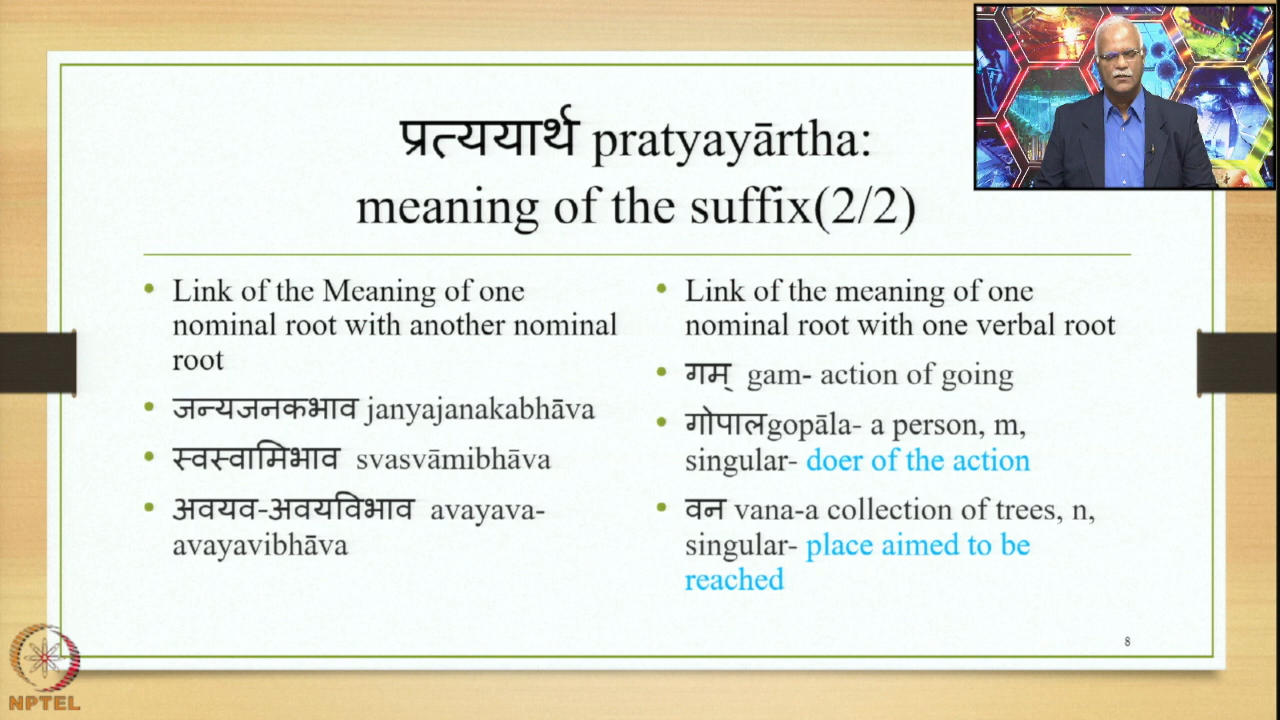 प्रत्ययार्थ pratyayārtha:
meaning of the suffix(2/2)
• Link of the Meaning of one
nominal root with another nominal
root
• जन्यजनकभाव janyajanakabhāva
• स्वस्वामिभाव svasvāmibhāva
• अवयव-अवयविभाव avayava-
avayavibhāva
• Link of the meaning of one
nominal root with one verbal root
• गम् gam- action of going
• गोपालgopāla- a person, m,
singular- doer of the action
• वन vana-a collection of trees, n,
singular- place aimed to be
reached
8
NPTEL